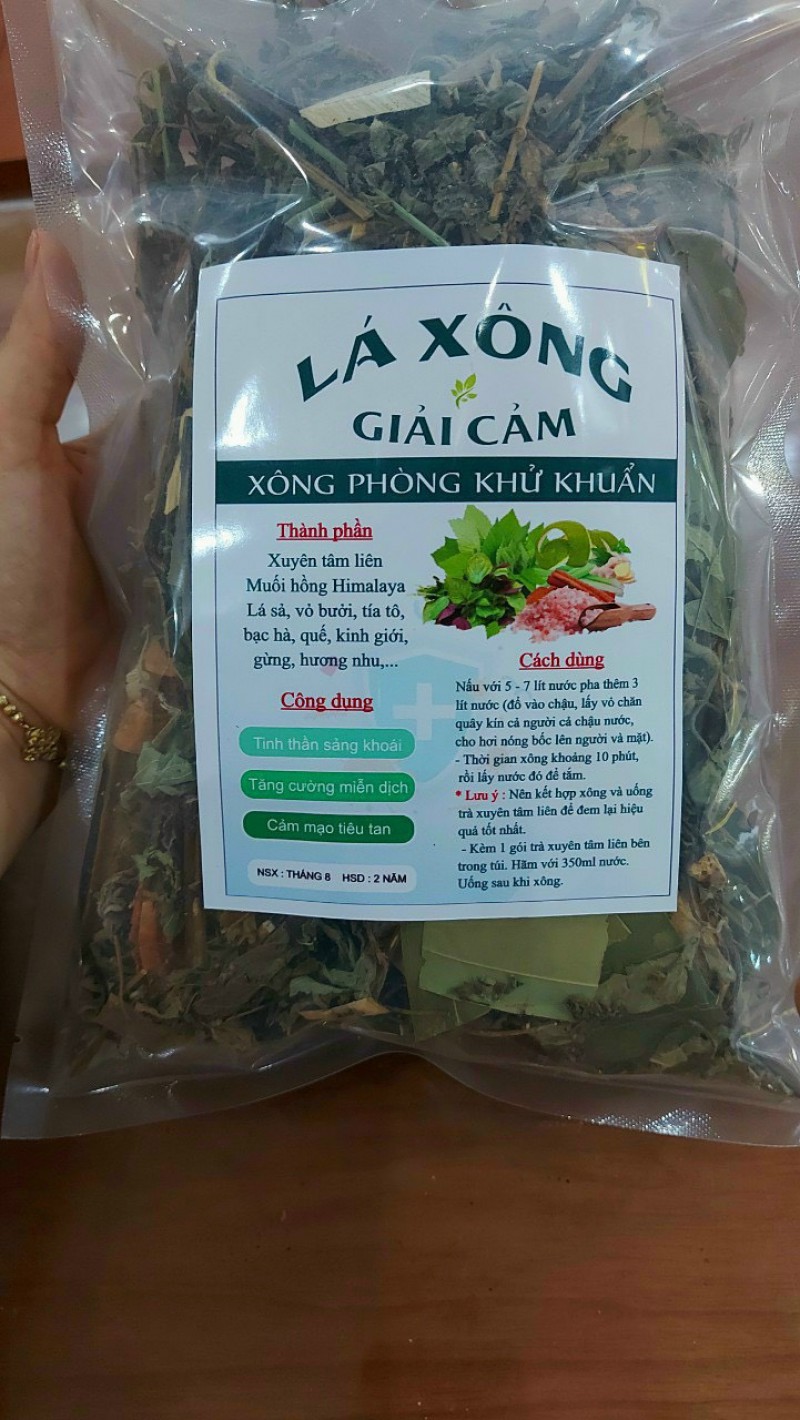 LÁ XÔNG
GIẢI CẢM
XÔNG PHÒNG KHỬ KHUẨN
Thành phần
Xuyên tâm liên
Muối hồng Himalaya
Lá sả, vỏ bưởi, tía tô,
bạc hà, quế, kinh giới,
gừng, hương nhu,...
Công dụng
Tinh thần sảng khoái
Tăng cường miễn dịch
Cảm mạo tiêu tan
NSX : THÁNG 8 HSD : 2 NĂM
Cách dùng
Nấu với 5 - 7 lít nước pha thêm 3
lít nước (đổ vào chậu, lấy vỏ chăn
quây kín cả người cả chậu nước,
cho hơi nóng bốc lên người và mặt).
- Thời gian xông khoảng 10 phút,
rồi lấy nước đó để tắm.
* Lưu ý : Nên kết hợp xông và uống
trà xuyên tâm liên để đem lại hiệu
quả tốt nhất.
- Kèm 1 gói trà xuyên tâm liên bên
trong túi. Hãm với 350ml nước.
Uống sau khi xông.